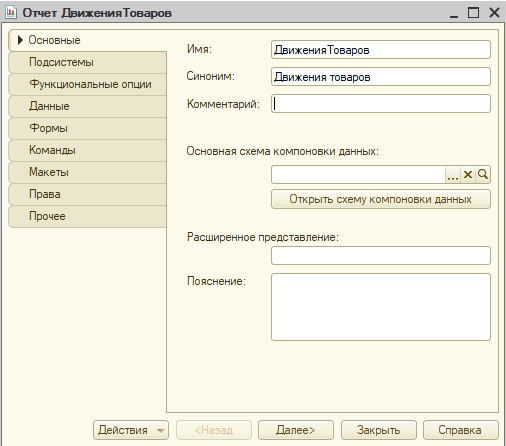 Отчет ДвиженияТоваров
Основные
Подсистемы
Функциональные опции
Данные
Формы
Команды
Макеты
Права
Прочее
Имя: ДвиженияТоваров
Синоним: Движения товаров
Комментарий:
Основная схема компоновки данных:
...
Открыть схему компоновки данных
Расширенное представление:
Пояснение:
Действия <Назад Далее> Закрыть Справка